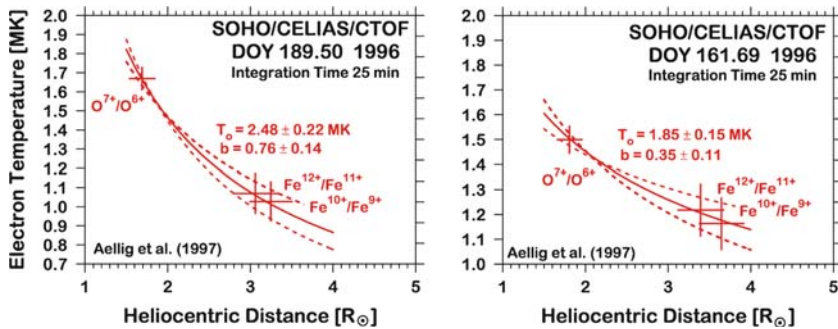 SOHO/CELIAS/CTOF
DOY 189.50 1996
Integration Time 25 min
O⁷⁺/O⁶⁺
Tₒ = 2.48 ± 0.22 MK
b = 0.76 ± 0.14
Fe¹²⁺/Fe¹¹⁺
Fe¹⁰⁺/Fe⁹⁺
Aellig et al. (1997)
Electron Temperature [MK]
2.0
1.9
1.8
1.7
1.6
1.5
1.4
1.3
1.2
1.1
1.0
0.9
0.8
0.7
1 2 3 4 5
Heliocentric Distance [R☉]
SOHO/CELIAS/CTOF
DOY 161.69 1996
Integration Time 25 min
Tₒ = 1.85 ± 0.15 MK
b = 0.35 ± 0.11
O⁷⁺/O⁶⁺
Fe¹²⁺/Fe¹¹⁺
Fe¹⁰⁺/Fe⁹⁺
Aellig et al. (1997)
2.0
1.9
1.8
1.7
1.6
1.5
1.4
1.3
1.2
1.1
1.0
1 2 3 4 5
Heliocentric Distance [R☉]